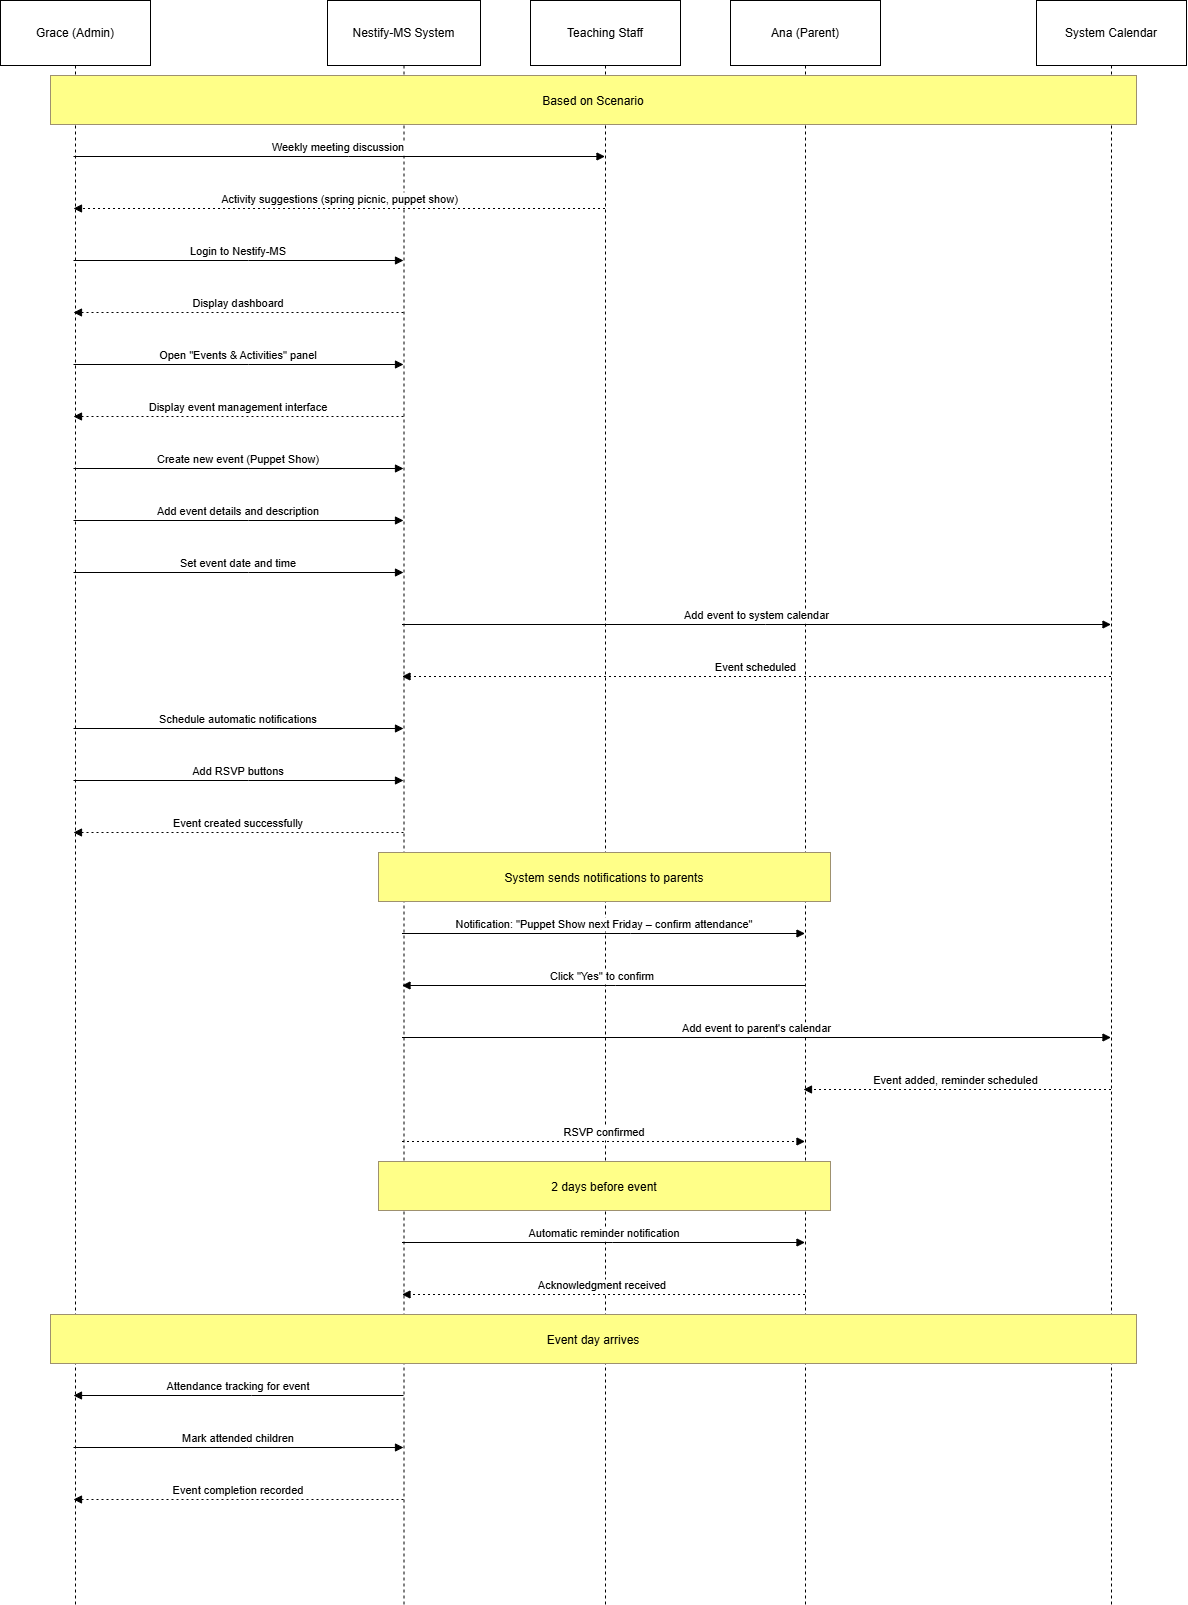 Grace (Admin)
Nestify-MS System
Teaching Staff
Ana (Parent)
System Calendar
Based on Scenario
Weekly meeting discussion
Activity suggestions (spring picnic, puppet show)
Login to Nestify-MS
Display dashboard
Open "Events & Activities" panel
Display event management interface
Create new event (Puppet Show)
Add event details and description
Set event date and time
Add event to system calendar
Event scheduled
Schedule automatic notifications
Add RSVP buttons
Event created successfully
System sends notifications to parents
Notification: "Puppet Show next Friday – confirm attendance"
Click "Yes" to confirm
Add event to parent's calendar
Event added, reminder scheduled
RSVP confirmed
2 days before event
Automatic reminder notification
Acknowledgment received
Event day arrives
Attendance tracking for event
Mark attended children
Event completion recorded